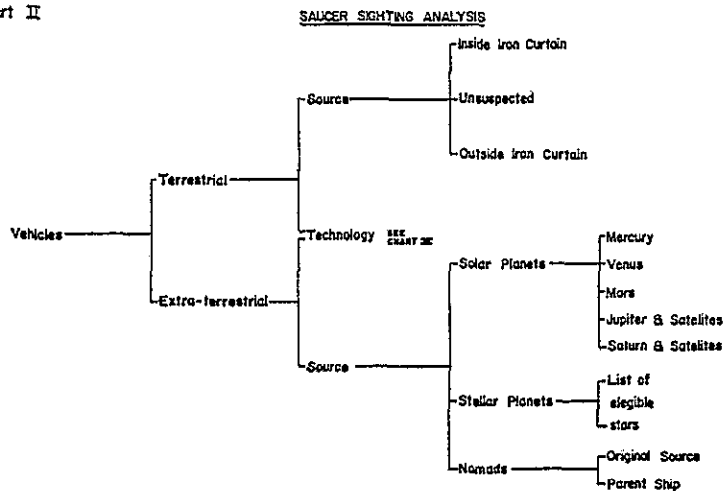 rt II
SAUCER SIGHTING ANALYSIS
Inside Iron Curtain
Source
Unsuspected
Outside Iron Curtain
Terrestrial
Vehicles
Technology SEE
CHART III
Extra-terrestrial
Source
Solar Planets
Mercury
Venus
Mars
Jupiter & Satelites
Saturn & Satelites
Stellar Planets
List of
elegible
stars
Nomads
Original Source
Parent Ship